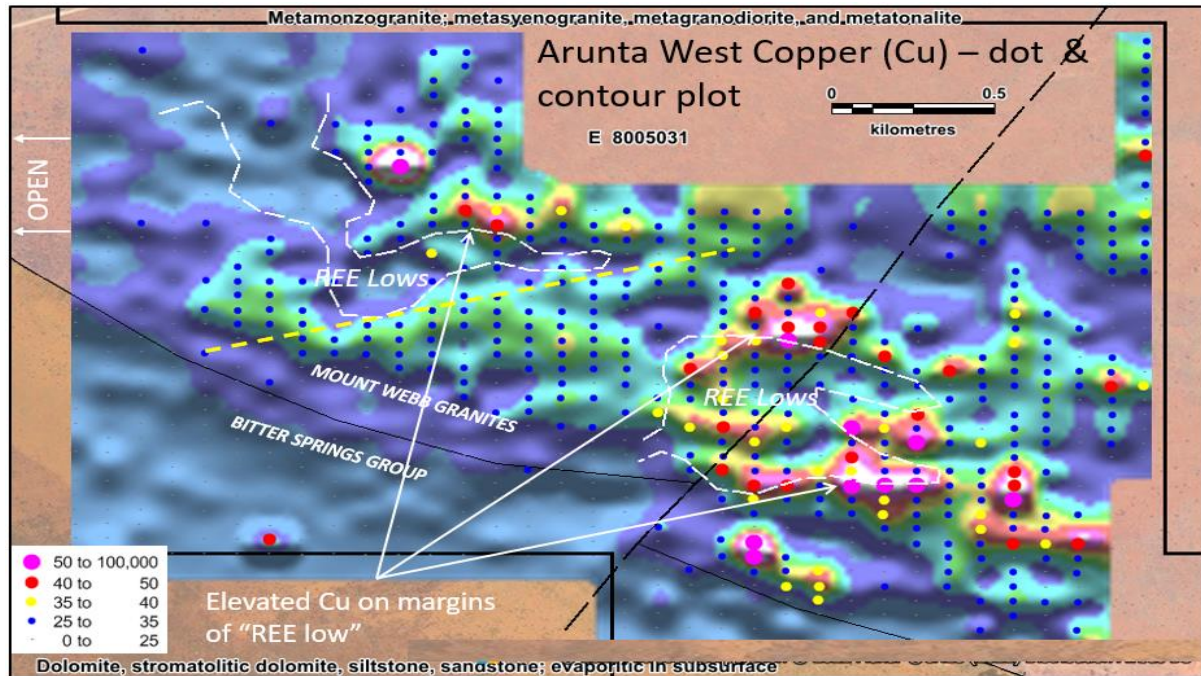 Metamonzogranite; metasyenogranite, metagranodiorite, and metatonalite
Arunta West Copper (Cu) – dot &
contour plot
0 0.5
kilometres
E 8005031
OPEN
REE Lows
REE Lows
MOUNT WEBB GRANITES
BITTER SPRINGS GROUP
50 to 100,000
40 to 50
35 to 40
25 to 35
0 to 25
Elevated Cu on margins
of “REE low”
Dolomite, stromatolitic dolomite, siltstone, sandstone; evaporitic in subsurface